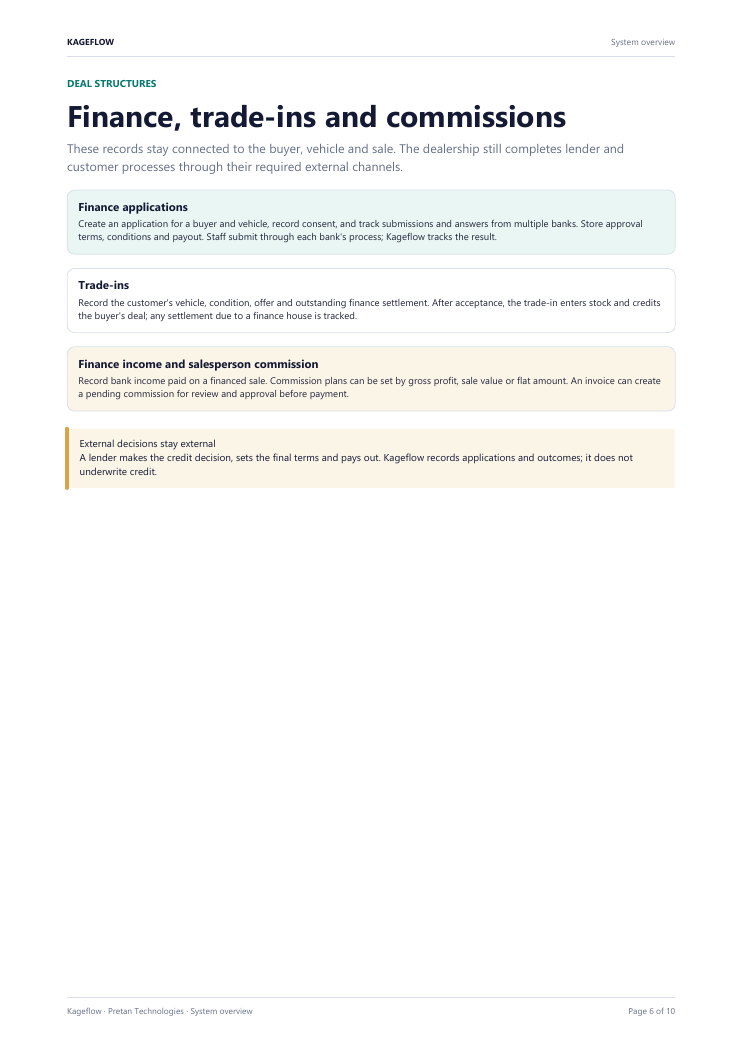 KAGEFLOW
System overview
DEAL STRUCTURES
Finance, trade-ins and commissions
These records stay connected to the buyer, vehicle and sale. The dealership still completes lender and
customer processes through their required external channels.
Finance applications
Create an application for a buyer and vehicle, record consent, and track submissions and answers from multiple banks. Store approval
terms, conditions and payout. Staff submit through each bank's process; Kageflow tracks the result.
Trade-ins
Record the customer's vehicle, condition, offer and outstanding finance settlement. After acceptance, the trade-in enters stock and credits
the buyer's deal; any settlement due to a finance house is tracked.
Finance income and salesperson commission
Record bank income paid on a financed sale. Commission plans can be set by gross profit, sale value or flat amount. An invoice can create
a pending commission for review and approval before payment.
External decisions stay external
A lender makes the credit decision, sets the final terms and pays out. Kageflow records applications and outcomes; it does not
underwrite credit.
Kageflow · Pretan Technologies · System overview
Page 6 of 10